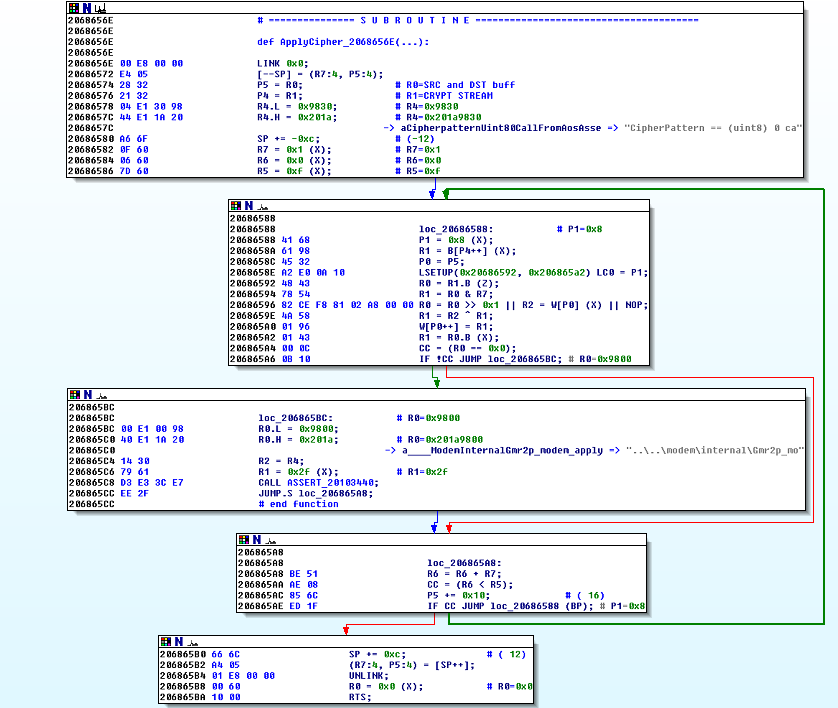 2068656E # -------------- S U B R O U T I N E ---------------------------------------
2068656E
2068656E def ApplyCipher_2068656E(...):
2068656E
2068656E 00 E8 00 00 LINK 0x0;
20686572 E4 05 [--SP] = (R7:4, P5:4);
20686574 28 32 P5 = R0; # R0=SRC and DST buff
20686576 21 32 P4 = R1; # R1=CRYPT STREAM
20686578 04 E1 30 98 R4.L = 0x9830; # R4=0x9830
2068657C 44 E1 1A 20 R4.H = 0x201a; # R4=0x201a9830
2068657C -> aCipherpatternUint80CallFromAosAsse => "CipherPattern == (uint8) 0 ca"
20686580 A6 6F SP += -0xc; # (-12)
20686582 0F 60 R7 = 0x1 (X); # R7=0x1
20686584 06 60 R6 = 0x0 (X); # R6=0x0
20686586 7D 60 R5 = 0xf (X); # R5=0xf
20686588
20686588 loc_20686588: # P1-0x8
20686588 41 68 P1 = 0x8 (X);
2068658A 61 98 R1 = B[P4++] (X);
2068658C 45 32 P0 = P5;
2068658E A2 E0 0A 10 LSETUP(0x20686592, 0x206865a2) LC0 = P1;
20686592 48 43 R0 = R1.B (Z);
20686594 78 54 R1 = R0 & R7;
20686596 82 CE F8 81 02 A8 00 00 R0 = R0 >> 0x1 || R2 = W[P0] (X) || NOP;
2068659E 4A 58 R1 = R2 ^ R1;
206865A0 01 96 W[P0++] = R1;
206865A2 01 43 R1 = R0.B (X);
206865A4 00 0C CC = (R0 == 0x0);
206865A6 0B 10 IF !CC JUMP loc_206865BC; # R0-0x9800
206865BC
206865BC loc_206865BC: # R0=0x9800
206865BC 00 E1 00 98 R0.L = 0x9800;
206865C0 40 E1 1A 20 R0.H = 0x201a; # R0=0x201a9800
206865C0 -> a____ModemInternalGmr2p_modem_apply => "..\..\modem\internal\Gmr2p_mo"
206865C4 14 30 R2 = R4;
206865C6 79 61 R1 = 0x2f (X); # R1=0x2f
206865C8 D3 E3 3C E7 CALL ASSERT_20103440;
206865CC EE 2F JUMP.S loc_206865A8;
206865CC # end function
206865A8
206865A8 loc_206865A8:
206865A8 BE 51 R6 = R6 + R7;
206865AA AE 08 CC = (R6 < R5);
206865AC 85 6C P5 += 0x10; # ( 16)
206865AE ED 1F IF CC JUMP loc_20686588 (BP); # P1-0x8
206865B0 66 6C SP += 0xc; # ( 12)
206865B2 A4 05 (R7:4, P5:4) = [SP++];
206865B4 01 E8 00 00 UNLINK;
206865B8 00 60 R0 = 0x0 (X); # R0=0x0
206865BA 10 00 RTS;